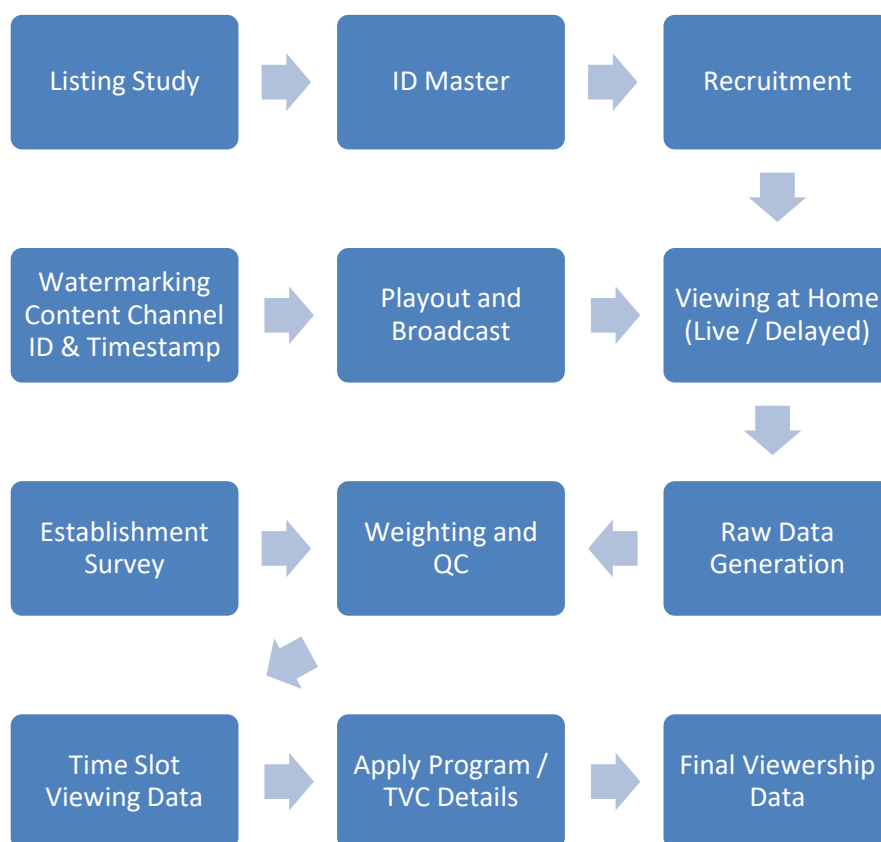 Listing Study
ID Master
Recruitment
Watermarking
Content Channel
ID & Timestamp
Playout and
Broadcast
Viewing at Home
(Live / Delayed)
Establishment
Survey
Weighting and
QC
Raw Data
Generation
Time Slot
Viewing Data
Apply Program /
TVC Details
Final Viewership
Data